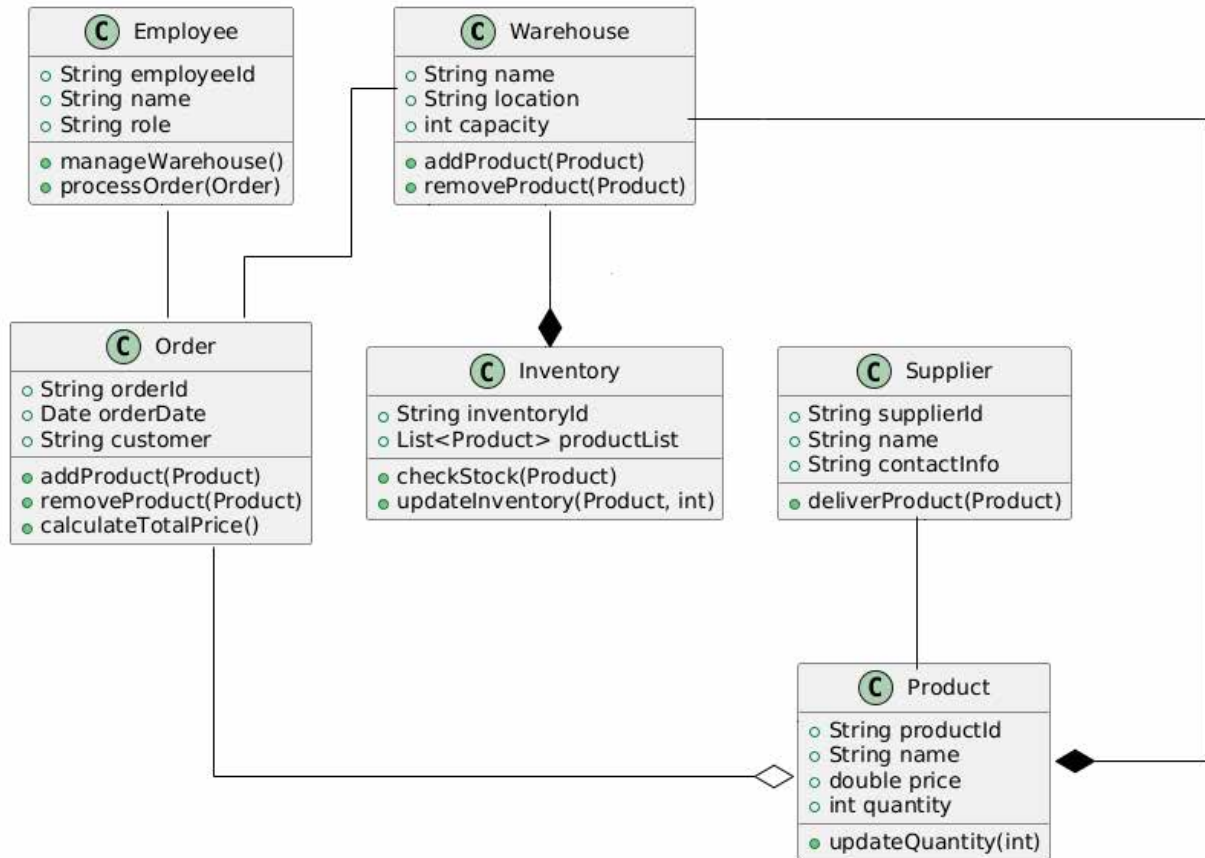 C Employee
String employeeId
String name
String role
manageWarehouse()
processOrder(Order)
C Warehouse
String name
String location
int capacity
addProduct(Product)
removeProduct(Product)
C Order
String orderId
Date orderDate
String customer
addProduct(Product)
removeProduct(Product)
calculateTotalPrice()
C Inventory
String inventoryId
List<Product> productList
checkStock(Product)
updateInventory(Product, int)
C Supplier
String supplierId
String name
String contactInfo
deliverProduct(Product)
C Product
String productId
String name
double price
int quantity
updateQuantity(int)